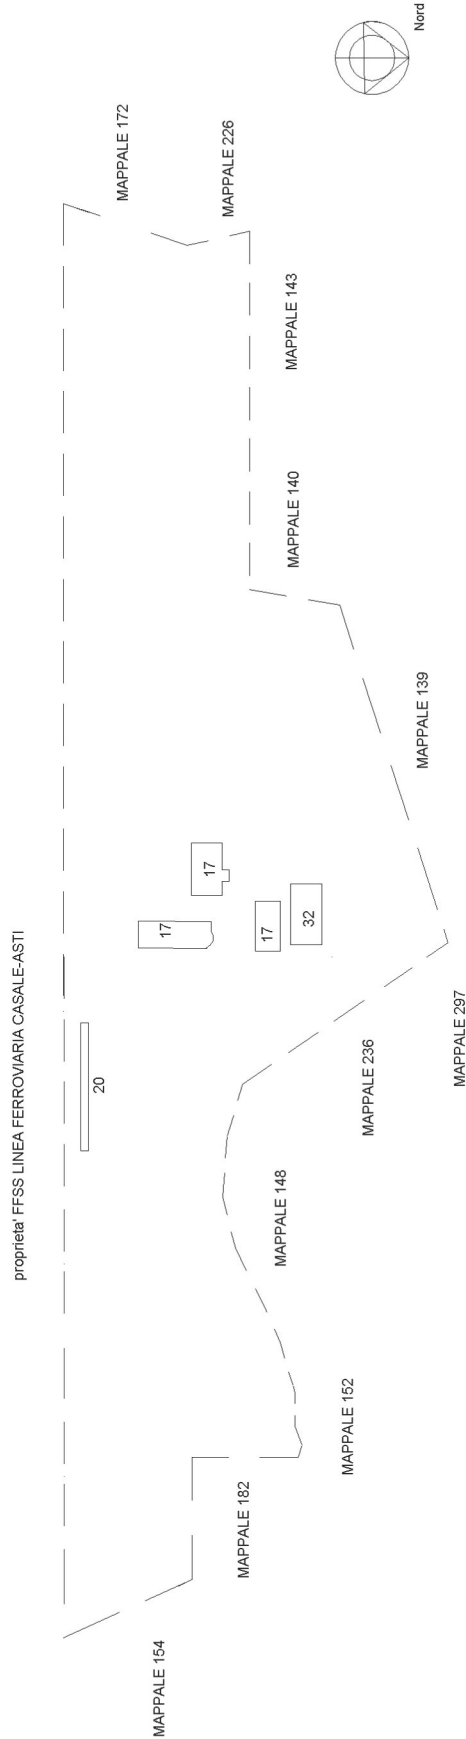 Nord
MAPPALE 172
MAPPALE 226
MAPPALE 143
MAPPALE 140
MAPPALE 139
17
17
17
32
proprieta' FFSS LINEA FERROVIARIA CASALE-ASTI
20
MAPPALE 297
MAPPALE 236
MAPPALE 148
MAPPALE 152
MAPPALE 182
MAPPALE 154